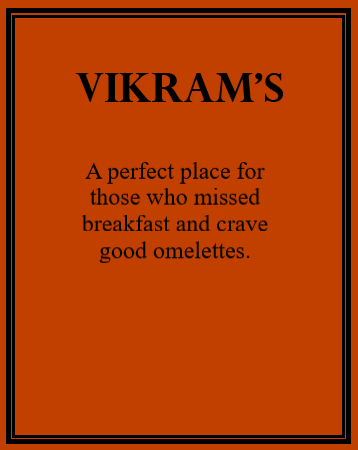 VIKRAM'S
A perfect place for
those who missed
breakfast and crave
good omelettes.